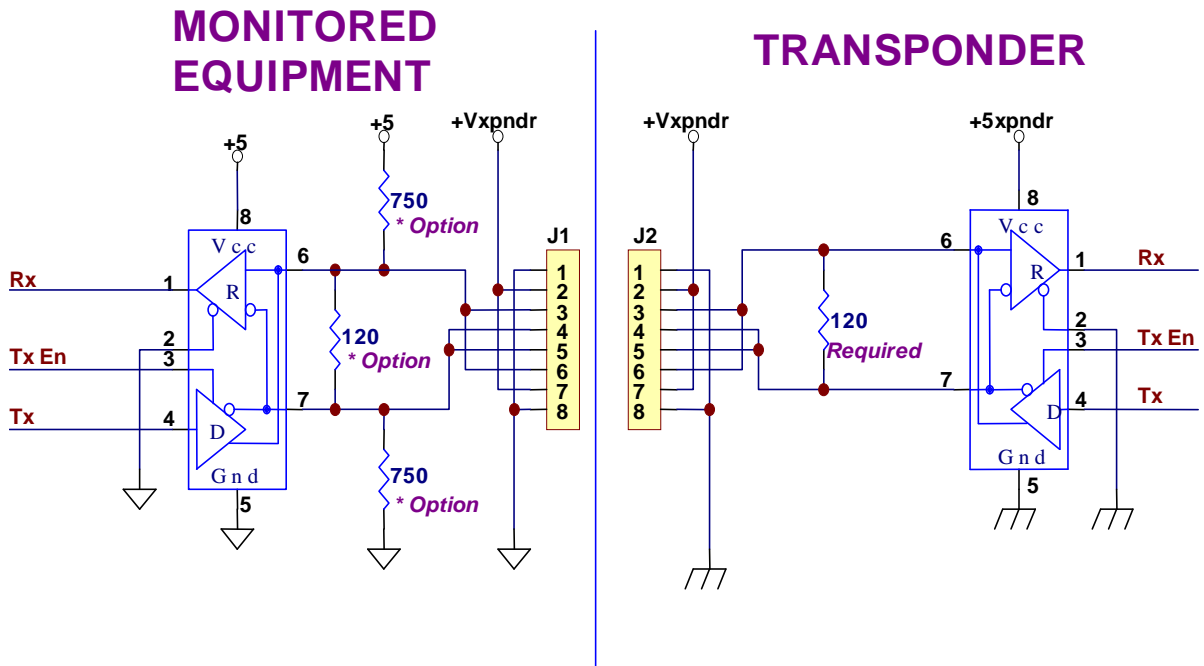 MONITORED
EQUIPMENT
TRANSPONDER
+5
+5
+Vxpndr
+Vxpndr
+5xpndr
750
* Option
8
Vcc
6
R
Rx
1
2
Tx En
3
120
* Option
7
Tx
4
D
Gnd
5
750
* Option
J1
1
2
3
4
5
6
7
8
J2
1
2
3
4
5
6
7
8
120
Required
8
Vcc
6
R
1
Rx
2
3
Tx En
7
D
4
Tx
Gnd
5